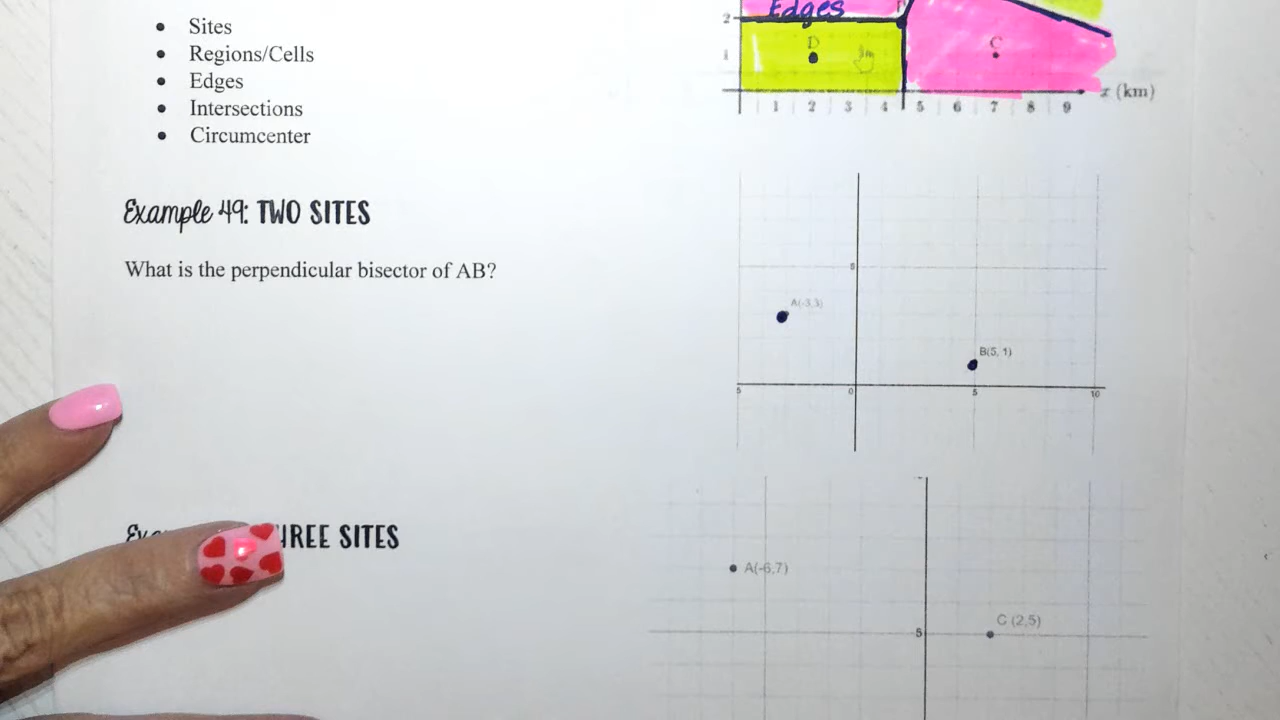 Sites
Regions/Cells
Edges
Intersections
Circumcenter
Edges
2
1
D
C
1 2 3 4 5 6 7 8 9
x (km)
Example 49: TWO SITES
What is the perpendicular bisector of AB?
5
A(-3,3)
B(5, 1)
5 0 5 10
THREE SITES
A(-6,7)
C (2,5)
5